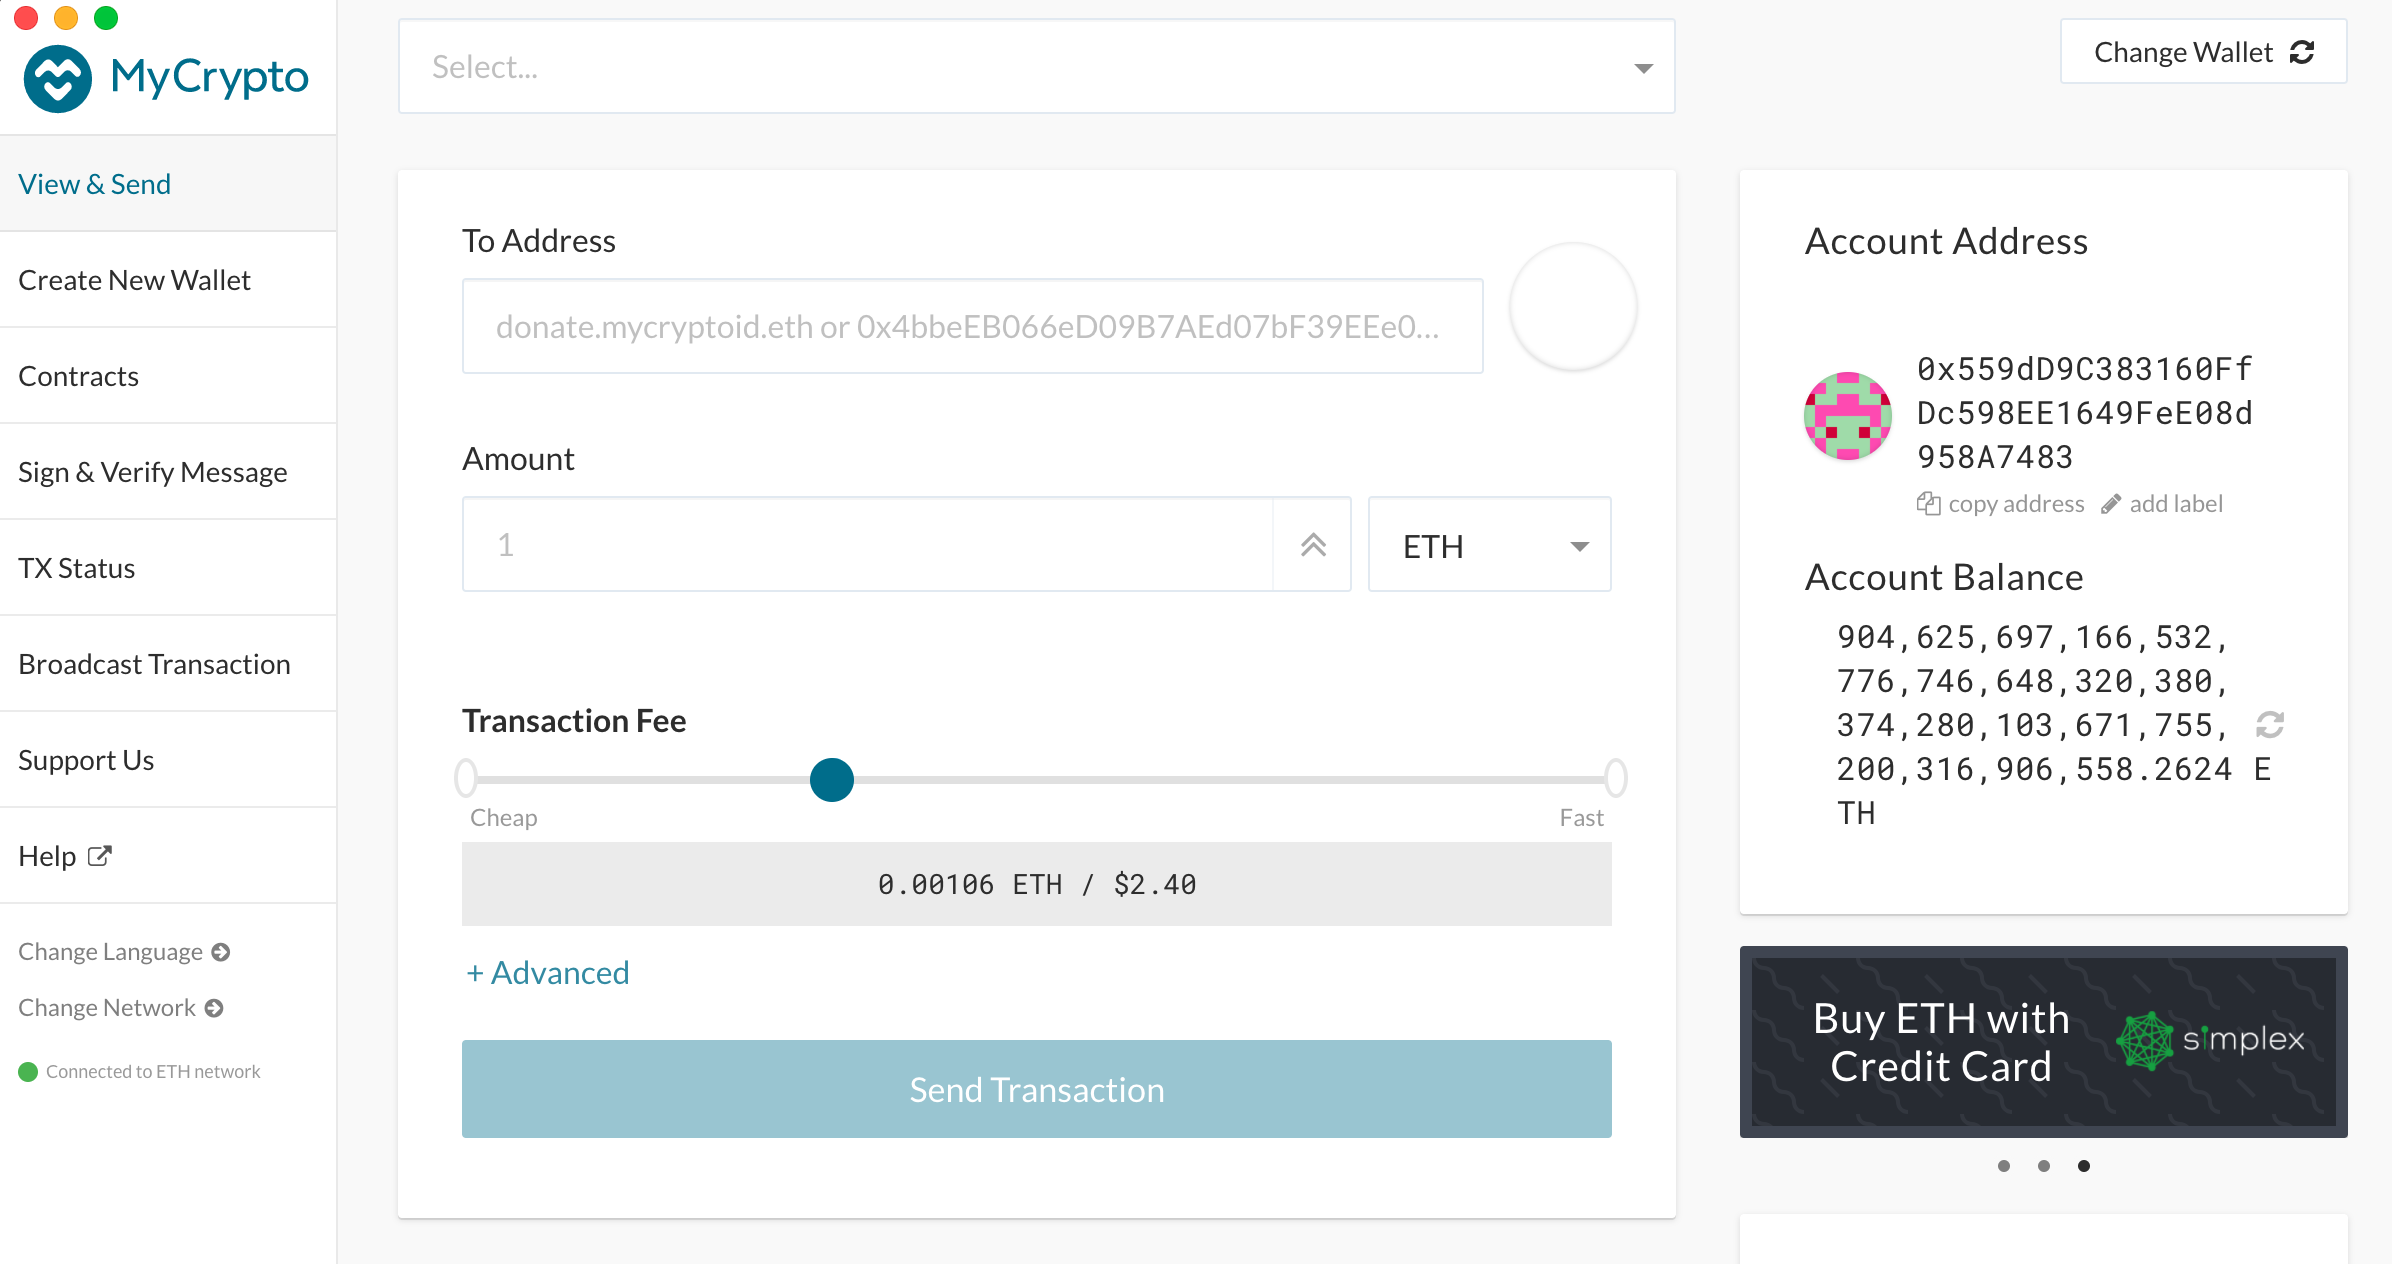 MyCrypto
View & Send
Create New Wallet
Contracts
Sign & Verify Message
TX Status
Broadcast Transaction
Support Us
Help
Change Language
Change Network
Connected to ETH network
Select...
Change Wallet
To Address
donate.mycryptoid.eth or 0x4bbeEB066eD09B7AEd07bF39EEe0...
Amount
1
ETH
Transaction Fee
Cheap
Fast
0.00106 ETH / $2.40
+ Advanced
Send Transaction
Account Address
0x559dD9C383160Ff
Dc598EE1649FeE08d
958A7483
copy address
add label
Account Balance
904,625,697,166,532,
776,746,648,320,380,
374,280,103,671,755,
200,316,906,558.2624 E
TH
Buy ETH with
Credit Card
simplex